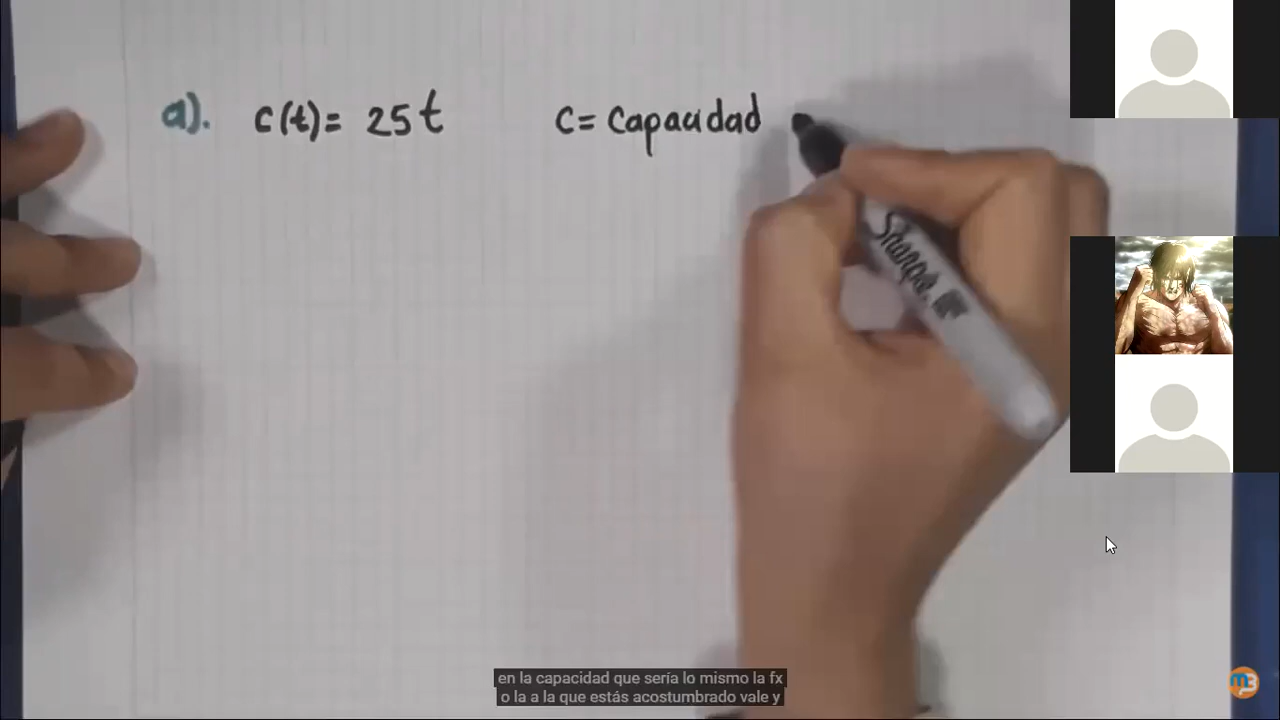 a). c(t)= 25t C= Capacidad
Sharpie
en la capacidad que sería lo mismo la fx
o la a la que estás acostumbrado vale y